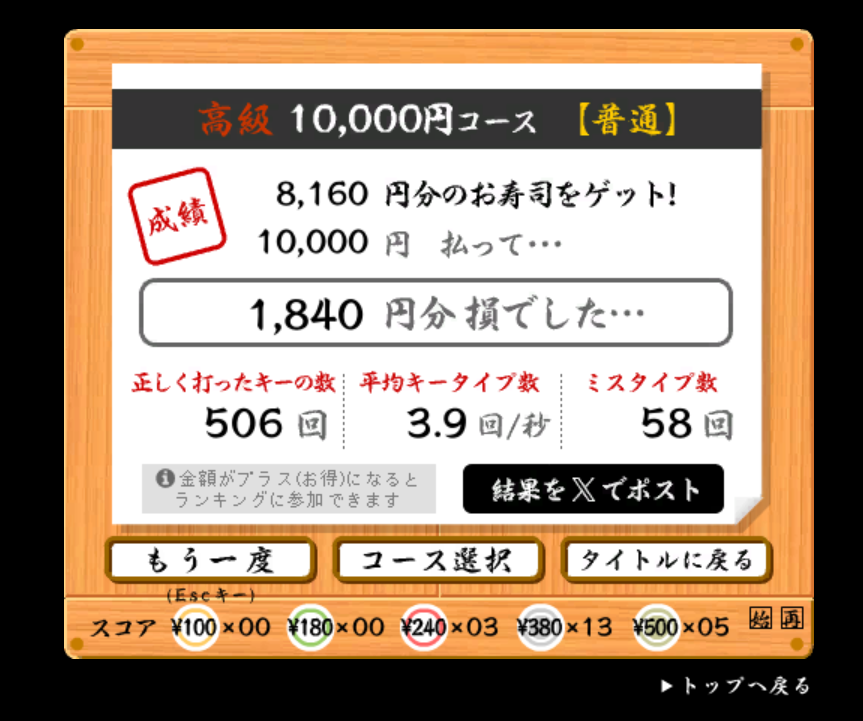 高級 10,000円コース 【普通】
成績
8,160 円分のお寿司をゲット!
10,000 円 払って…
1,840 円分 損でした…
正しく打ったキーの数 平均キータイプ数 ミスタイプ数
506 回 3.9 回/秒 58 回
金額がプラス(お得)になると
ランキングに参加できます
結果を𝕏でポスト
もう一度 コース選択 タイトルに戻る
(Escキー)
スコア ¥100×00 ¥180×00 ¥240×03 ¥380×13 ¥500×05 始 再
▶トップへ戻る